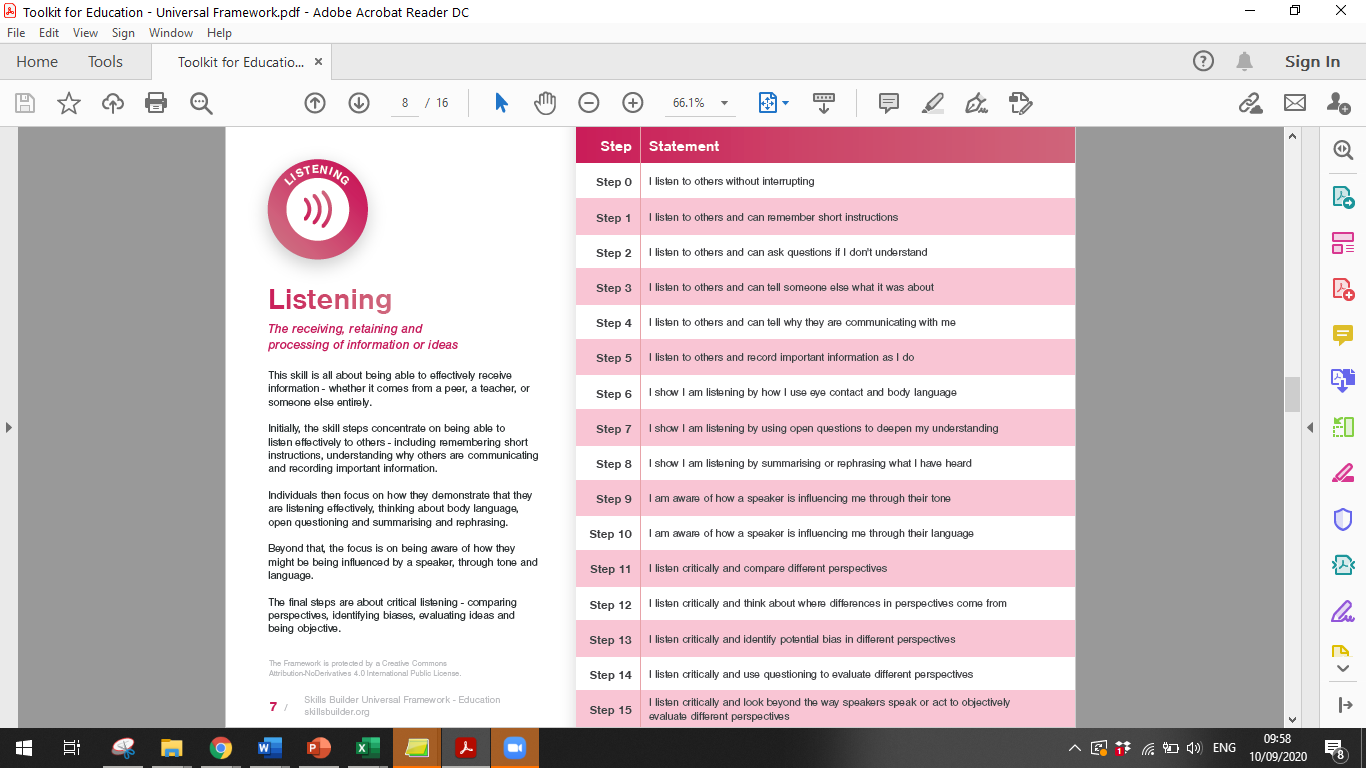 Toolkit for Education - Universal Framework.pdf - Adobe Acrobat Reader DC
File Edit View Sign Window Help
Home Tools Toolkit for Educatio... × Sign In
8 / 16 66.1%
LISTENING
Listening
The receiving, retaining and
processing of information or ideas
This skill is all about being able to effectively receive
information - whether it comes from a peer, a teacher, or
someone else entirely.
Initially, the skill steps concentrate on being able to
listen effectively to others - including remembering short
instructions, understanding why others are communicating
and recording important information.
Individuals then focus on how they demonstrate that they
are listening effectively, thinking about body language,
open questioning and summarising and rephrasing.
Beyond that, the focus is on being aware of how they
might be being influenced by a speaker, through tone and
language.
The final steps are about critical listening - comparing
perspectives, identifying biases, evaluating ideas and
being objective.
The Framework is protected by a Creative Commons
Attribution-NoDerivatives 4.0 International Public License.
7 / Skills Builder Universal Framework - Education
skillsbuilder.org
Step Statement
Step 0 I listen to others without interrupting
Step 1 I listen to others and can remember short instructions
Step 2 I listen to others and can ask questions if I don't understand
Step 3 I listen to others and can tell someone else what it was about
Step 4 I listen to others and can tell why they are communicating with me
Step 5 I listen to others and record important information as I do
Step 6 I show I am listening by how I use eye contact and body language
Step 7 I show I am listening by using open questions to deepen my understanding
Step 8 I show I am listening by summarising or rephrasing what I have heard
Step 9 I am aware of how a speaker is influencing me through their tone
Step 10 I am aware of how a speaker is influencing me through their language
Step 11 I listen critically and compare different perspectives
Step 12 I listen critically and think about where differences in perspectives come from
Step 13 I listen critically and identify potential bias in different perspectives
Step 14 I listen critically and use questioning to evaluate different perspectives
Step 15 I listen critically and look beyond the way speakers speak or act to objectively
evaluate different perspectives
ENG
09:58
10/09/2020
8